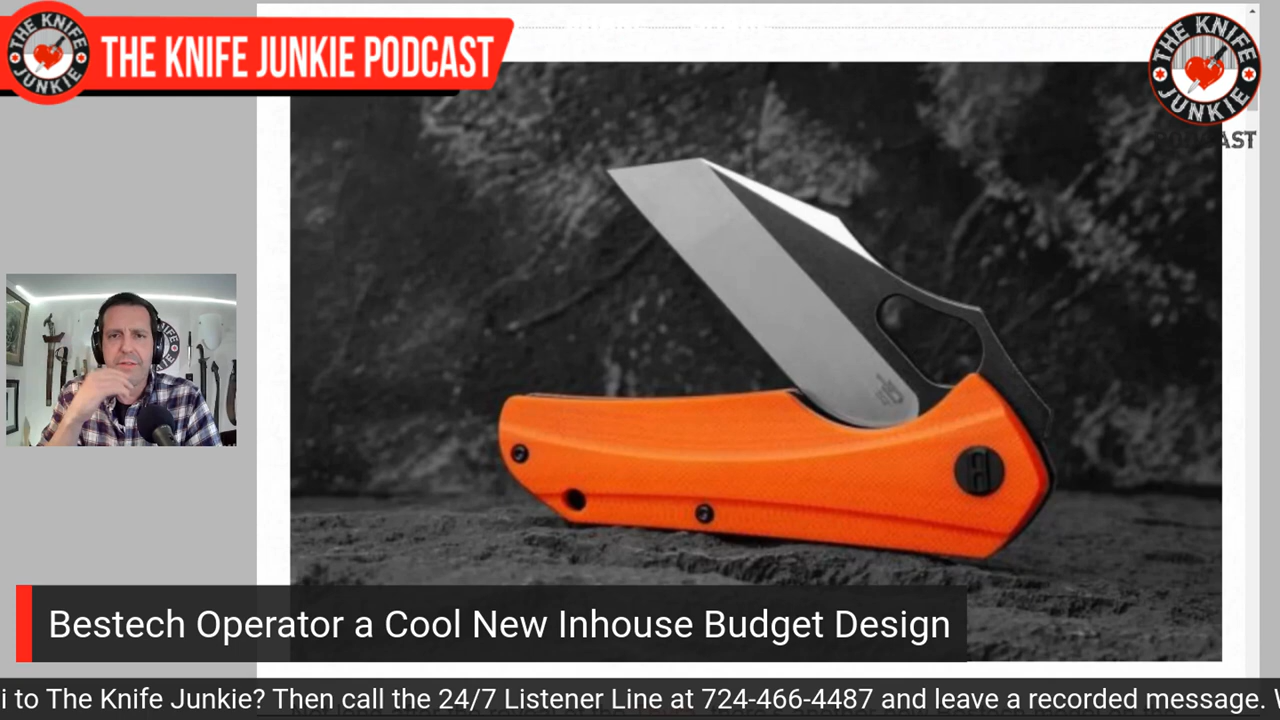 THE KNIFE
JUNKIE
THE KNIFE JUNKIE PODCAST
THE KNIFE
JUNKIE
Bestech Operator a Cool New Inhouse Budget Design
i to The Knife Junkie? Then call the 24/7 Listener Line at 724-466-4487 and leave a recorded message. W